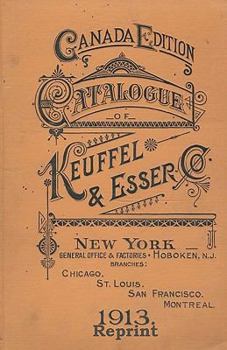 CANADA EDITION
CATALOGUE
OF
KEUFFEL
& ESSER CO.
NEW YORK
GENERAL OFFICE & FACTORIES • HOBOKEN, N.J.
BRANCHES:
CHICAGO.
ST. LOUIS.
SAN FRANCISCO.
MONTREAL.
1913
Reprint